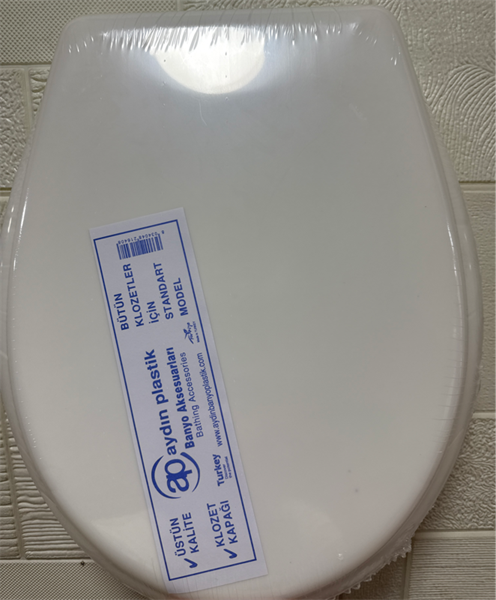 ÜSTÜN
KALİTE
KLOZET
KAPAĞI
ap
aydın plastik
Banyo Aksesuarları
Bathing Accessories
Turkey
www.aydinbanyoplastik.com
BÜTÜN
KLOZETLER
İÇİN
STANDART
MODEL